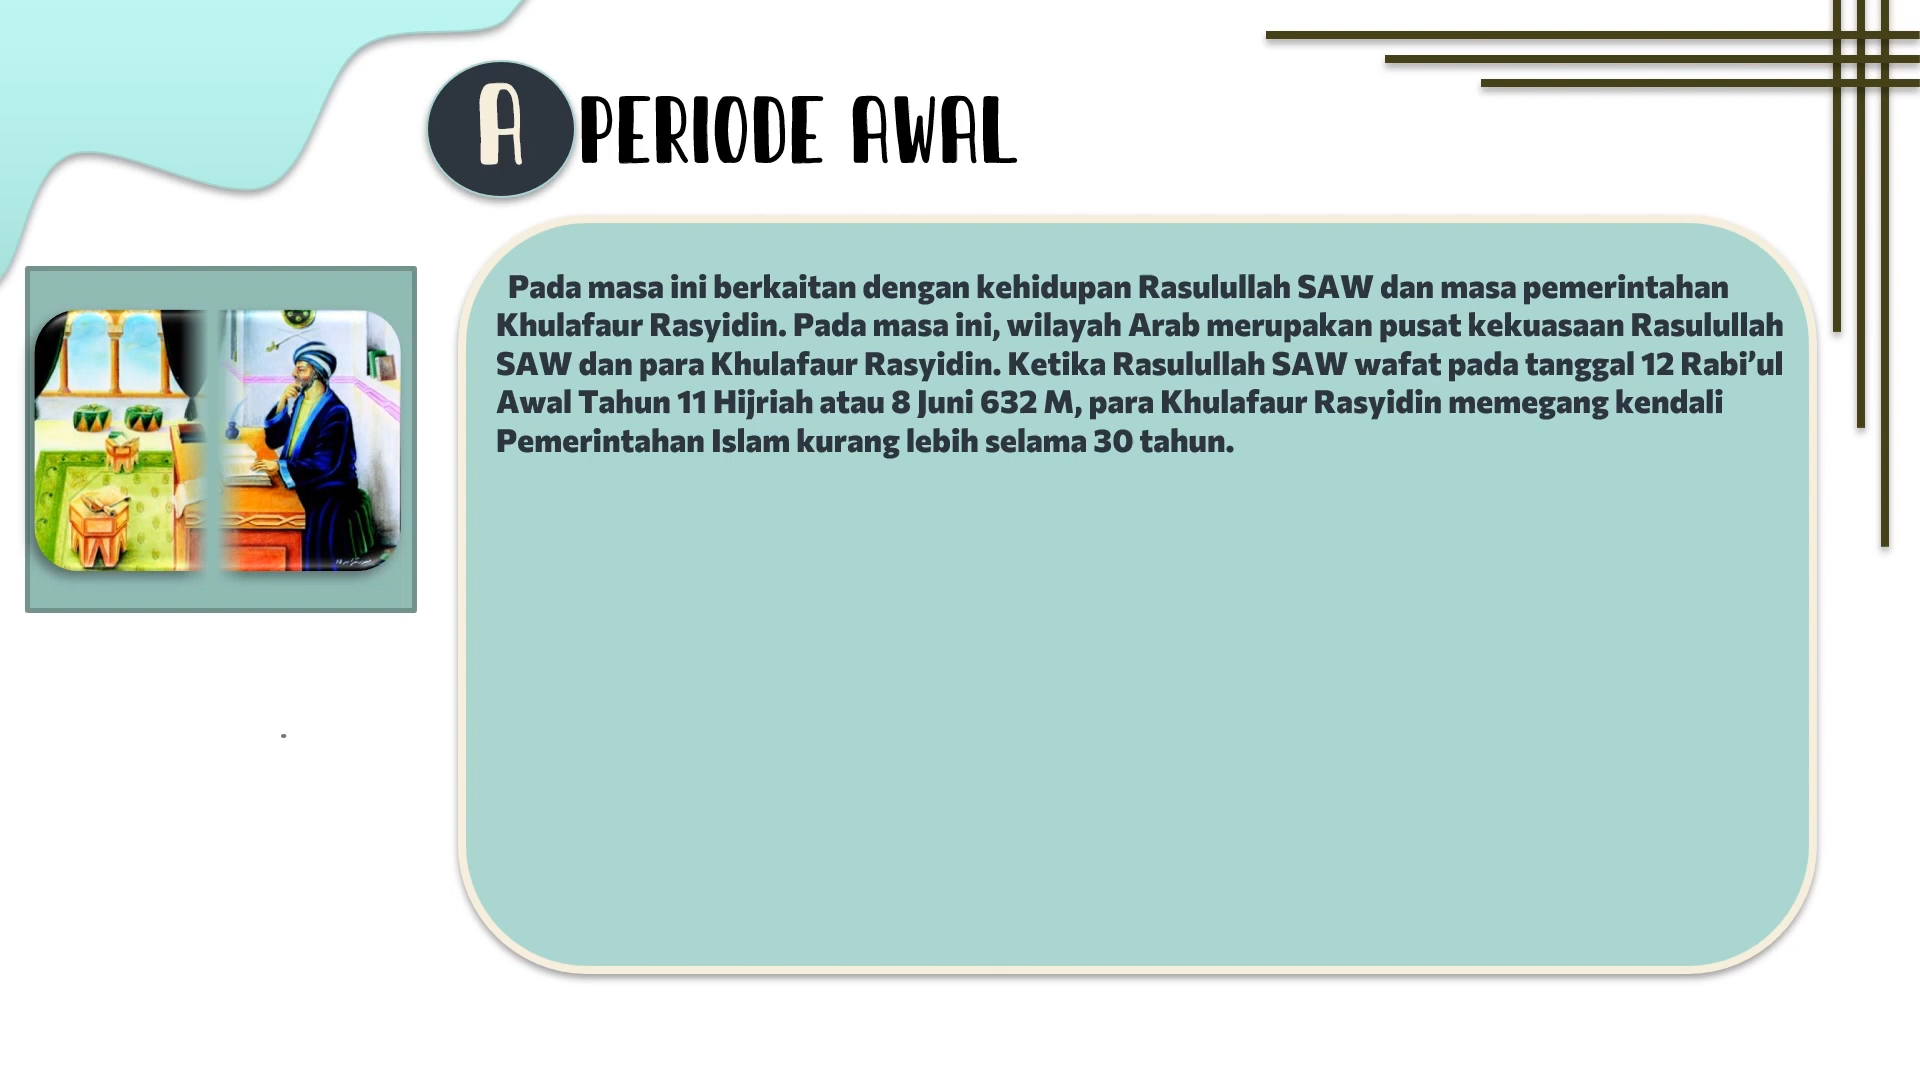 A PERIODE AWAL
Pada masa ini berkaitan dengan kehidupan Rasulullah SAW dan masa pemerintahan
Khulafaur Rasyidin. Pada masa ini, wilayah Arab merupakan pusat kekuasaan Rasulullah
SAW dan para Khulafaur Rasyidin. Ketika Rasulullah SAW wafat pada tanggal 12 Rabi’ul
Awal Tahun 11 Hijriah atau 8 Juni 632 M, para Khulafaur Rasyidin memegang kendali
Pemerintahan Islam kurang lebih selama 30 tahun.